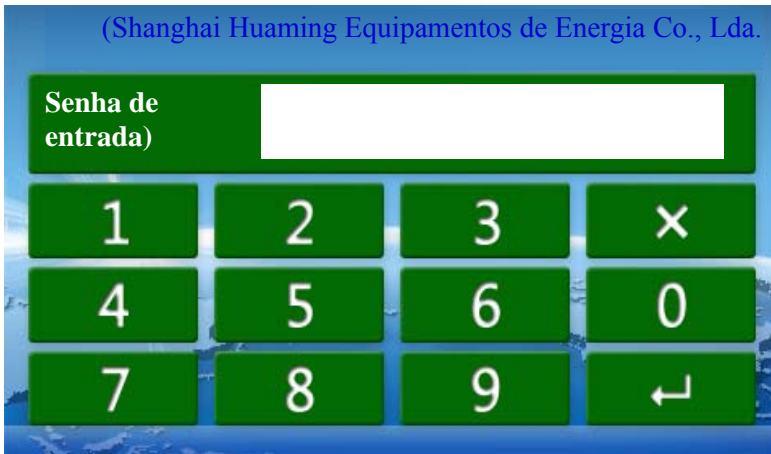 (Shanghai Huaming Equipamentos de Energia Co., Lda.
Senha de
entrada)
1 2 3 ×
4 5 6 0
7 8 9 ↵